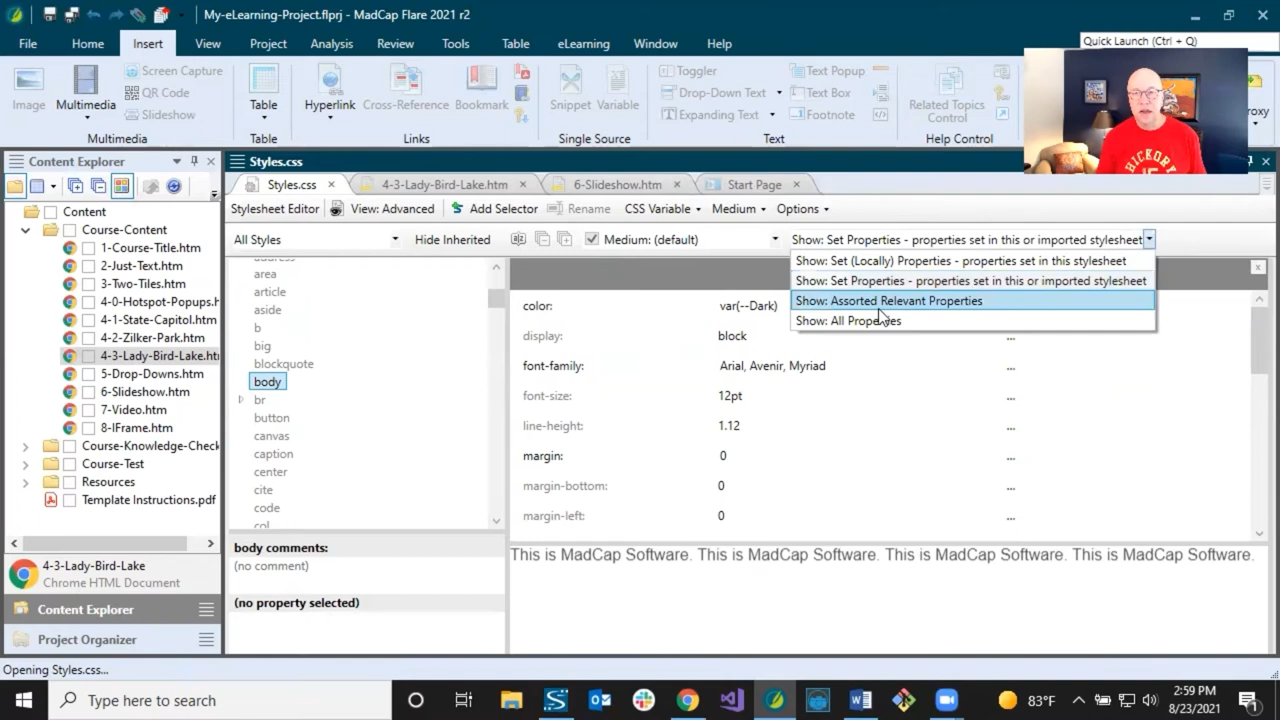 My-eLearning-Project.flprj - MadCap Flare 2021 r2
File Home Insert View Project Analysis Review Tools Table eLearning Window Help
Quick Launch (Ctrl + Q)
Image
Multimedia
Screen Capture
QR Code
Slideshow
Multimedia
Table
Table
Hyperlink
Cross-Reference
Bookmark
Links
Snippet
Variable
Single Source
Toggler
Drop-Down Text
Expanding Text
Text Popup
Text Box
Footnote
Text
Related Topics
Control
Help Control
HICKORY
Content Explorer
Styles.css
Styles.css
4-3-Lady-Bird-Lake.htm
6-Slideshow.htm
Start Page
Stylesheet Editor
View: Advanced
Add Selector
Rename
CSS Variable
Medium
Options
All Styles
Hide Inherited
Medium: (default)
Show: Set Properties - properties set in this or imported stylesheet
Show: Set (Locally) Properties - properties set in this stylesheet
Show: Set Properties - properties set in this or imported stylesheet
Show: Assorted Relevant Properties
Show: All Properties
Content
Course-Content
1-Course-Title.htm
2-Just-Text.htm
3-Two-Tiles.htm
4-0-Hotspot-Popups.h
4-1-State-Capitol.htm
4-2-Zilker-Park.htm
4-3-Lady-Bird-Lake.htm
5-Drop-Downs.htm
6-Slideshow.htm
7-Video.htm
8-IFrame.htm
Course-Knowledge-Check
Course-Test
Resources
Template Instructions.pdf
4-3-Lady-Bird-Lake
Chrome HTML Document
Content Explorer
Project Organizer
area
article
aside
b
big
blockquote
body
br
button
canvas
caption
center
cite
code
col
body comments:
(no comment)
(no property selected)
color: var(--Dark)
display: block
font-family: Arial, Avenir, Myriad ...
font-size: 12pt ...
line-height: 1.12 ...
margin: 0 ...
margin-bottom: 0 ...
margin-left: 0 ...
This is MadCap Software. This is MadCap Software. This is MadCap Software. This is MadCap Software.
Opening Styles.css...
Type here to search
83°F
2:59 PM
8/23/2021
1